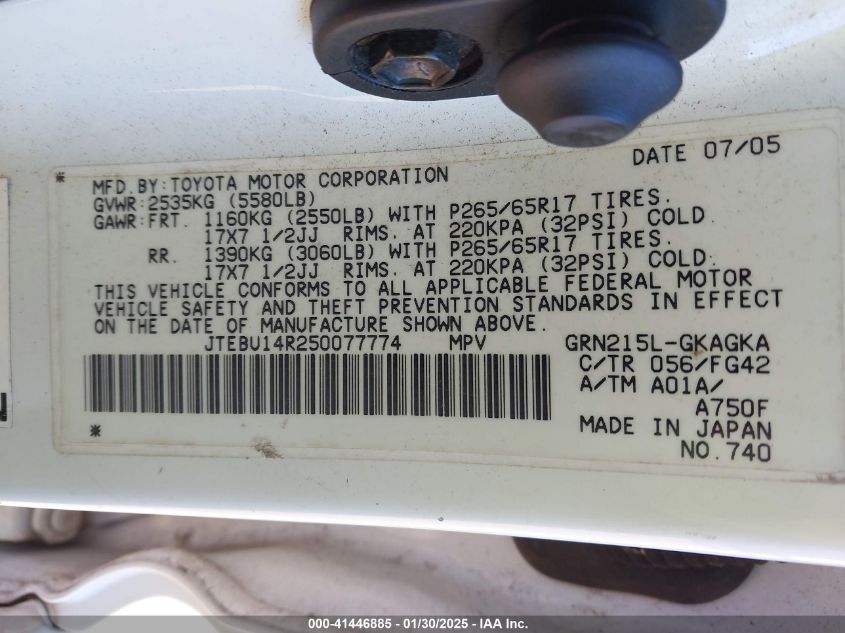 DATE 07/05
* MFD.BY:TOYOTA MOTOR CORPORATION
GVWR:2535KG (5580LB)
GAWR:FRT. 1160KG (2550LB) WITH P265/65R17 TIRES.
17X7 1/2JJ RIMS. AT 220KPA (32PSI) COLD.
RR. 1390KG (3060LB) WITH P265/65R17 TIRES.
17X7 1/2JJ RIMS. AT 220KPA (32PSI) COLD.
THIS VEHICLE CONFORMS TO ALL APPLICABLE FEDERAL MOTOR
VEHICLE SAFETY AND THEFT PREVENTION STANDARDS IN EFFECT
ON THE DATE OF MANUFACTURE SHOWN ABOVE.
JTEBU14R250077774 MPV GRN215L-GKAGKA
C/TR 056/FG42
A/TM A01A/
A750F
* MADE IN JAPAN
NO.740
000-41446885 - 01/30/2025 - IAA Inc.